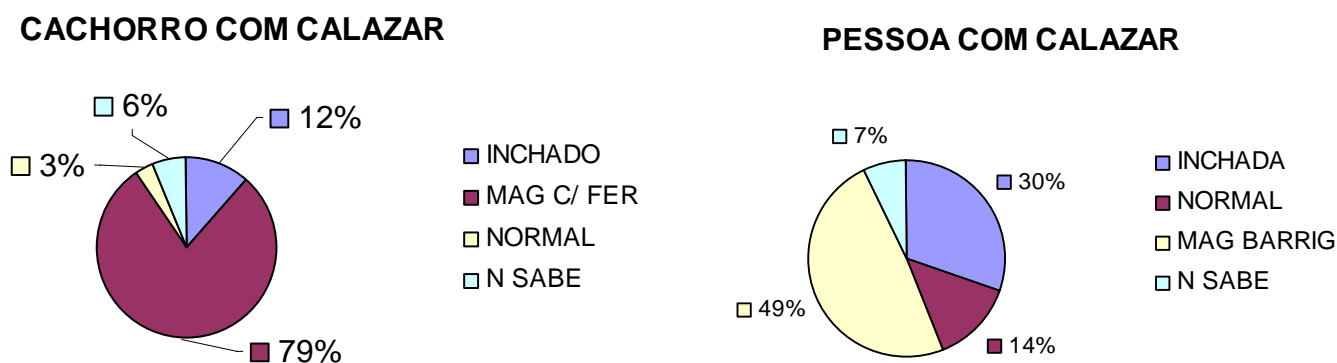 CACHORRO COM CALAZAR
6%
12%
3%
79%
INCHADO
MAG C/ FER
NORMAL
N SABE
PESSOA COM CALAZAR
7%
30%
49%
14%
INCHADA
NORMAL
MAG BARRIG
N SABE